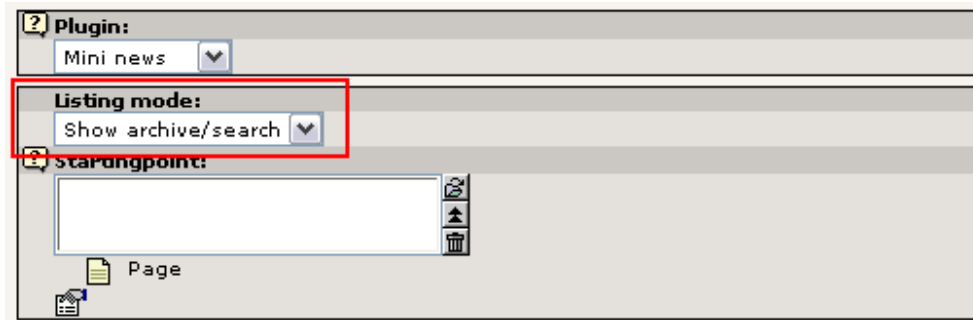 Plugin:
Mini news
Listing mode:
Show archive/search
Startingpoint:
Page